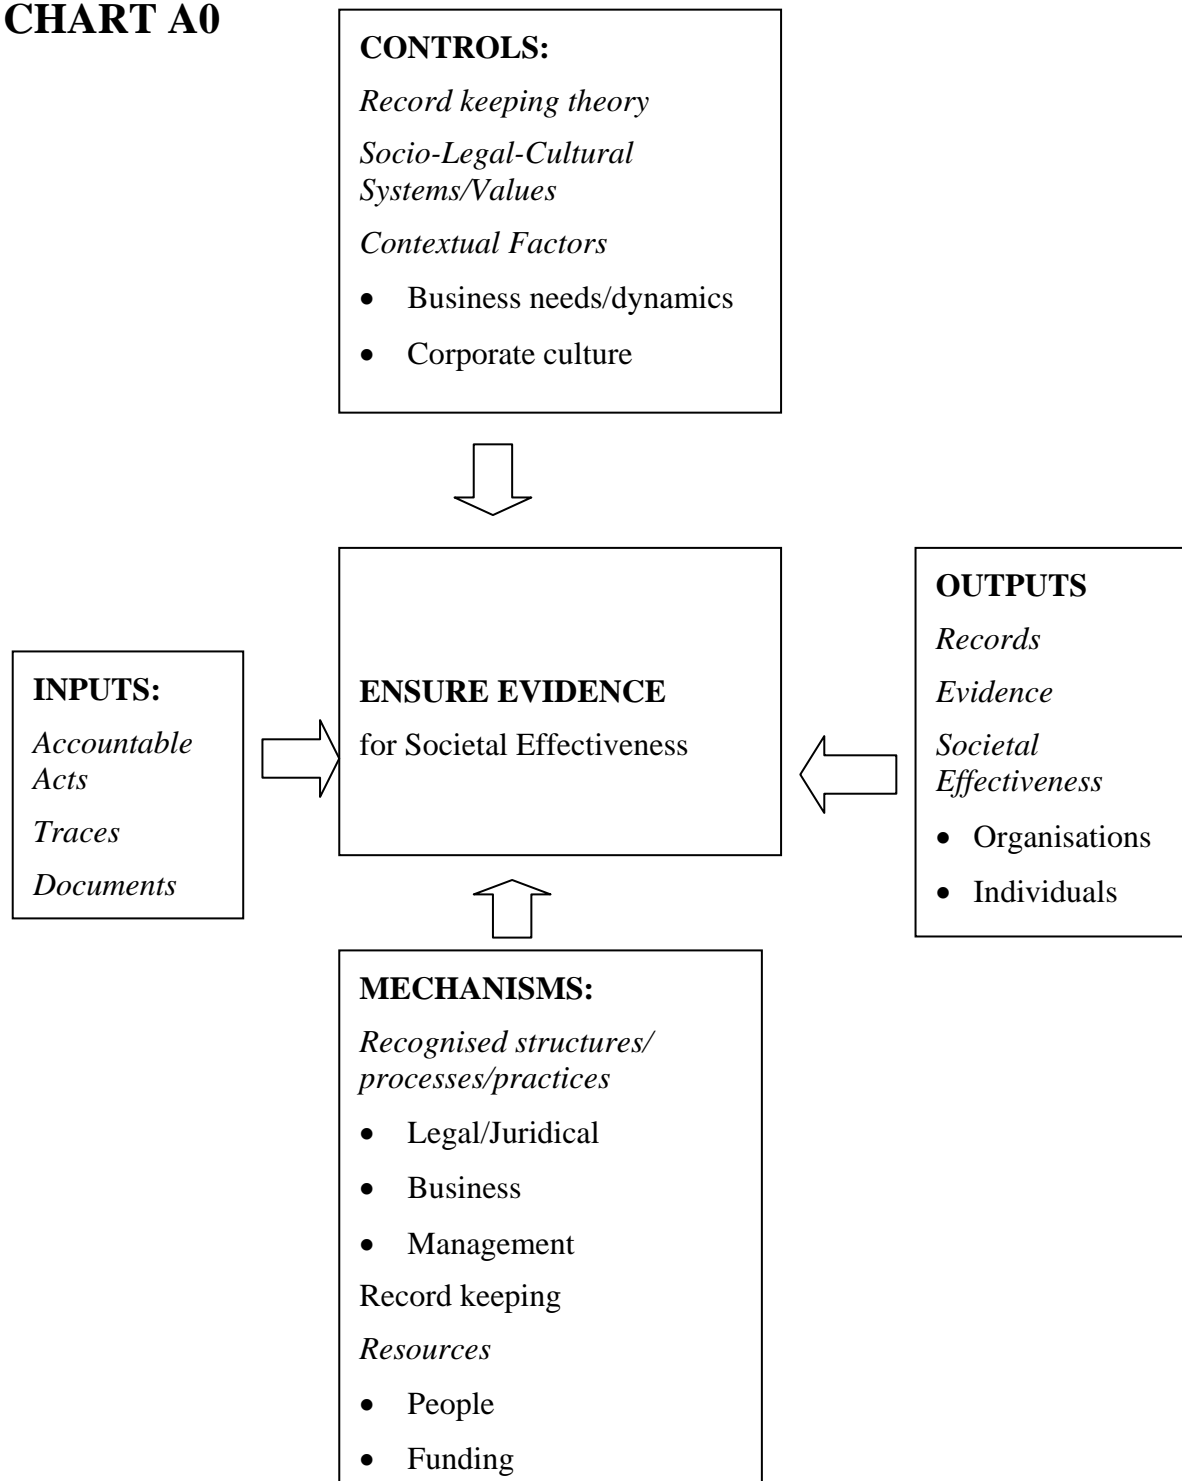 CHART A0
CONTROLS:
Record keeping theory
Socio-Legal-Cultural
Systems/Values
Contextual Factors
• Business needs/dynamics
• Corporate culture
INPUTS:
Accountable
Acts
Traces
Documents
ENSURE EVIDENCE
for Societal Effectiveness
OUTPUTS
Records
Evidence
Societal
Effectiveness
• Organisations
• Individuals
MECHANISMS:
Recognised structures/
processes/practices
• Legal/Juridical
• Business
• Management
Record keeping
Resources
• People
• Funding